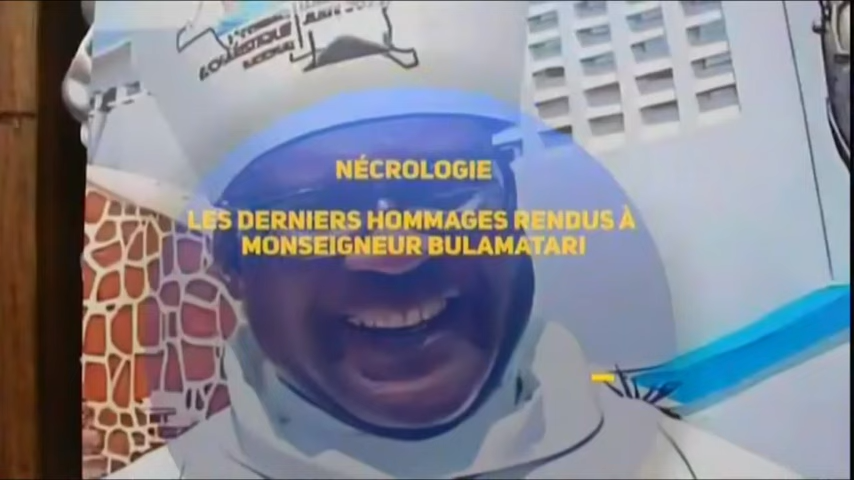 NÉCROLOGIE
LES DERNIERS HOMMAGES RENDUS À
MONSEIGNEUR BULAMATARI